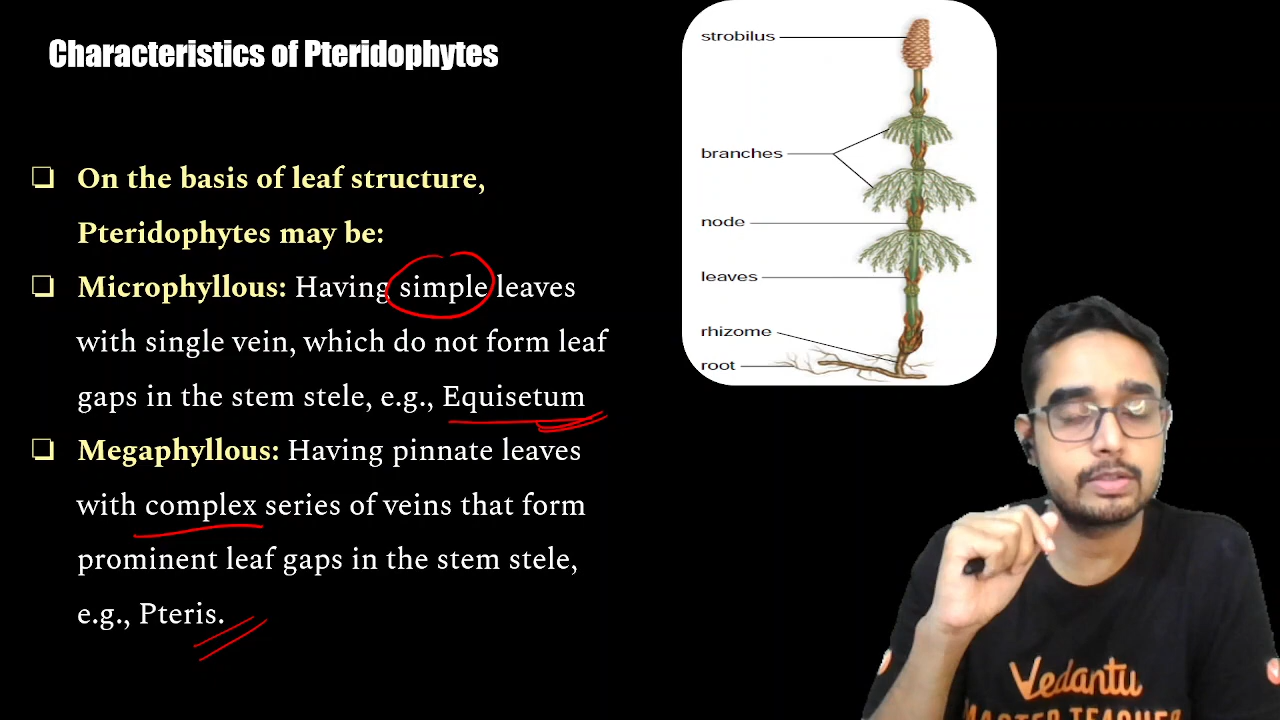 Characteristics of Pteridophytes
❑ On the basis of leaf structure,
Pteridophytes may be:
❑ Microphyllous: Having simple leaves
with single vein, which do not form leaf
gaps in the stem stele, e.g., Equisetum
❑ Megaphyllous: Having pinnate leaves
with complex series of veins that form
prominent leaf gaps in the stem stele,
e.g., Pteris.
strobilus
branches
node
leaves
rhizome
root
Vedantu
MASTER TEACHER